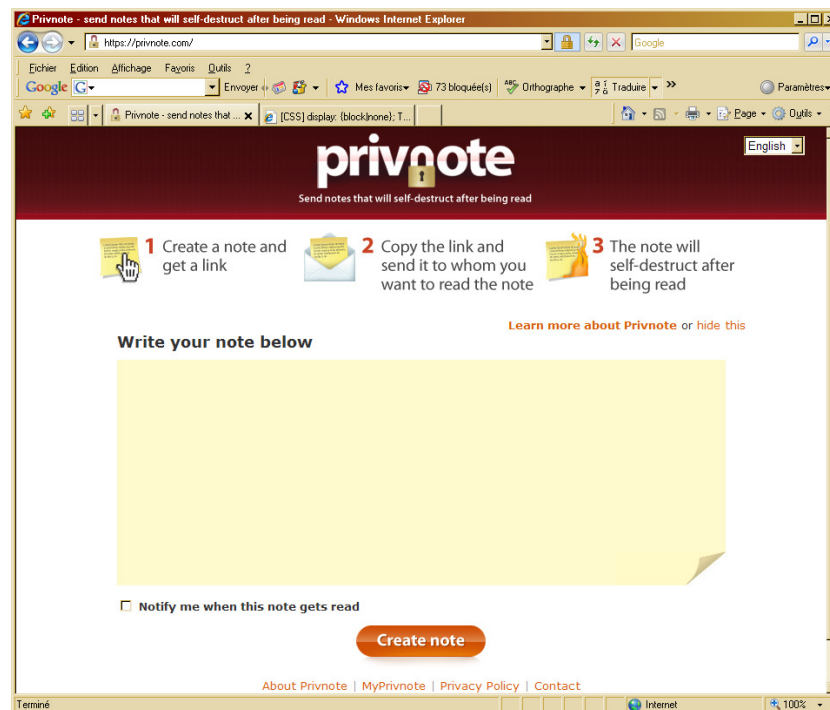 Privnote - send notes that will self-destruct after being read - Windows Internet Explorer
https://privnote.com/
Google
Eichier Edition Affichage Favoris Outils ?
Google G Envoyer Mes favoris 73 bloquée(s) ABC Orthographe Traduire >> Paramètres
Privnote - send notes that ... X [CSS] display: {block|none}; T... Page Outils
English
privnote
Send notes that will self-destruct after being read
1 Create a note and
get a link
2 Copy the link and
send it to whom you
want to read the note
3 The note will
self-destruct after
being read
Learn more about Privnote or hide this
Write your note below
Notify me when this note gets read
Create note
About Privnote | MyPrivnote | Privacy Policy | Contact
Terminé Internet 100%